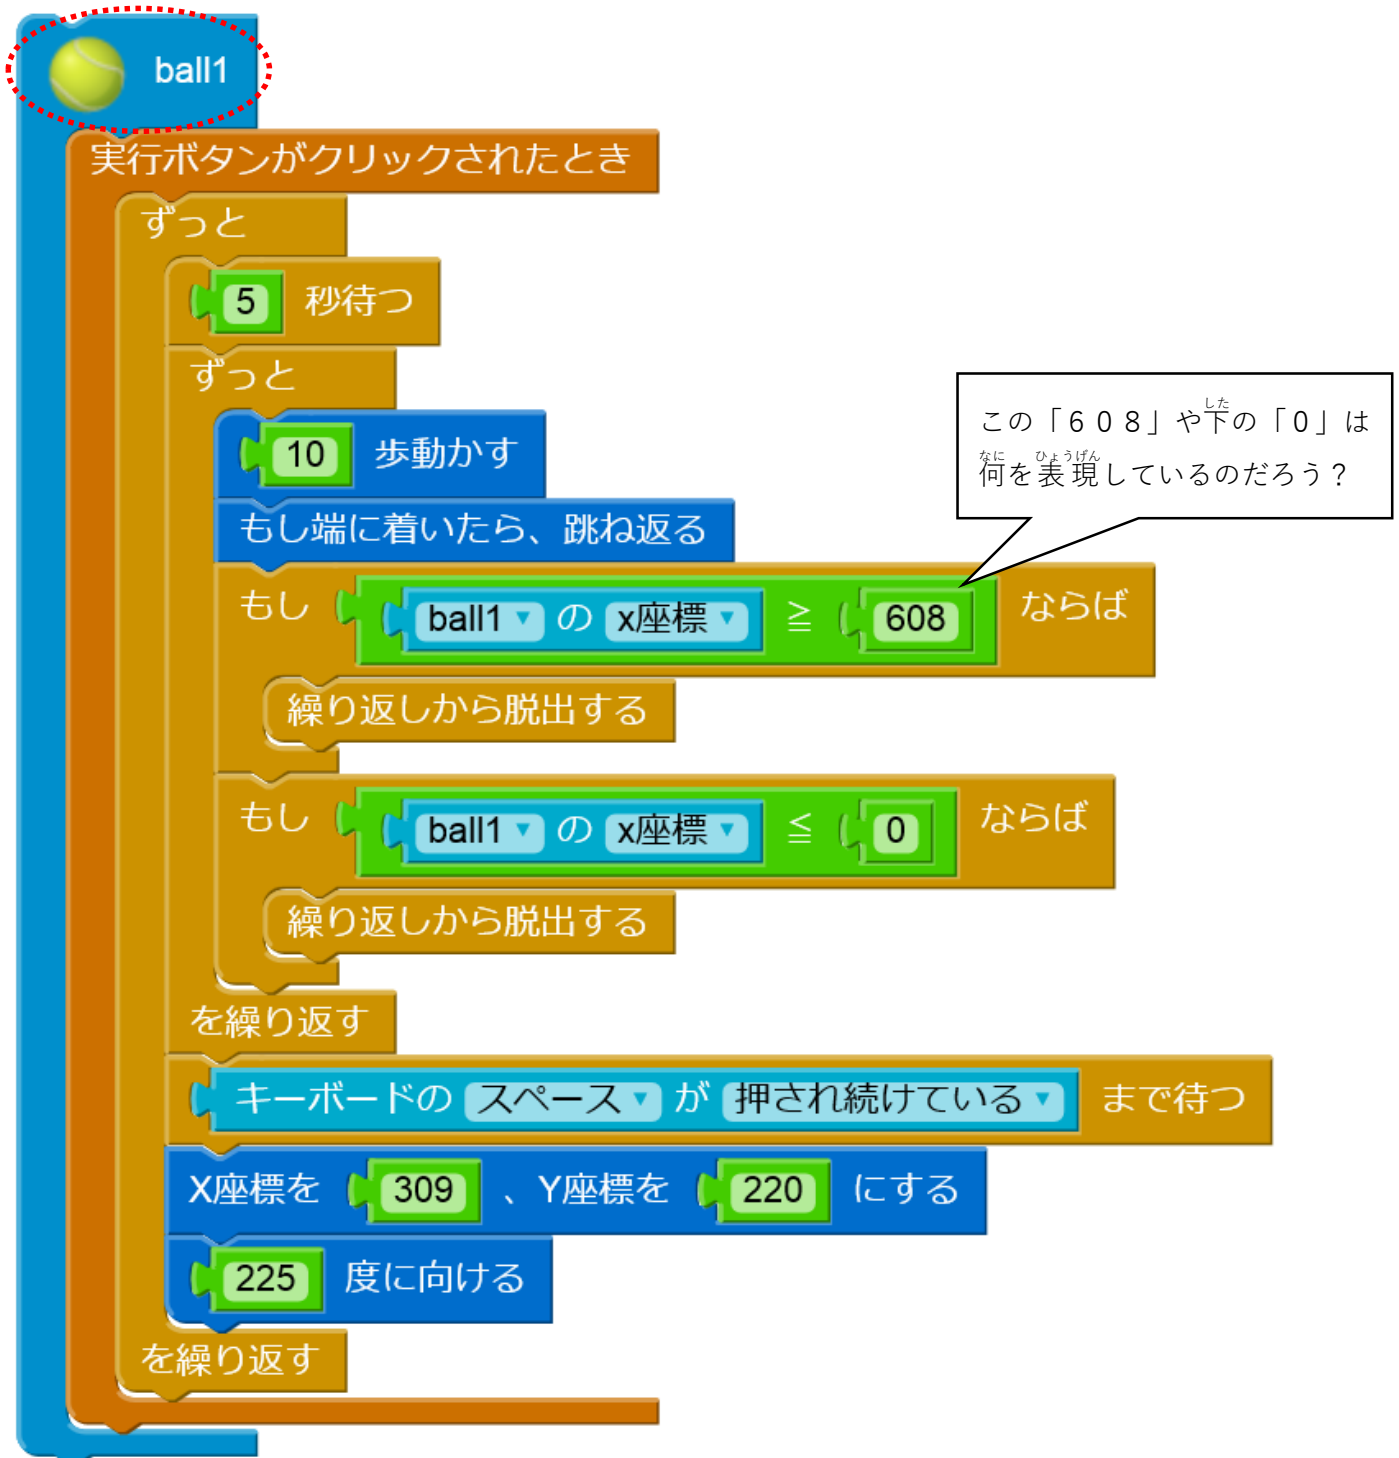 ball1
実行ボタンがクリックされたとき
ずっと
5 秒待つ
ずっと
10 歩動かす
もし端に着いたら、跳ね返る
この「６０８」や下の「0」は
何を表現しているのだろう？
もし ball1 の x座標 ≧ 608 ならば
繰り返しから脱出する
もし ball1 の x座標 ≦ 0 ならば
繰り返しから脱出する
を繰り返す
キーボードの スペース が 押され続けている まで待つ
X座標を 309 、Y座標を 220 にする
225 度に向ける
を繰り返す